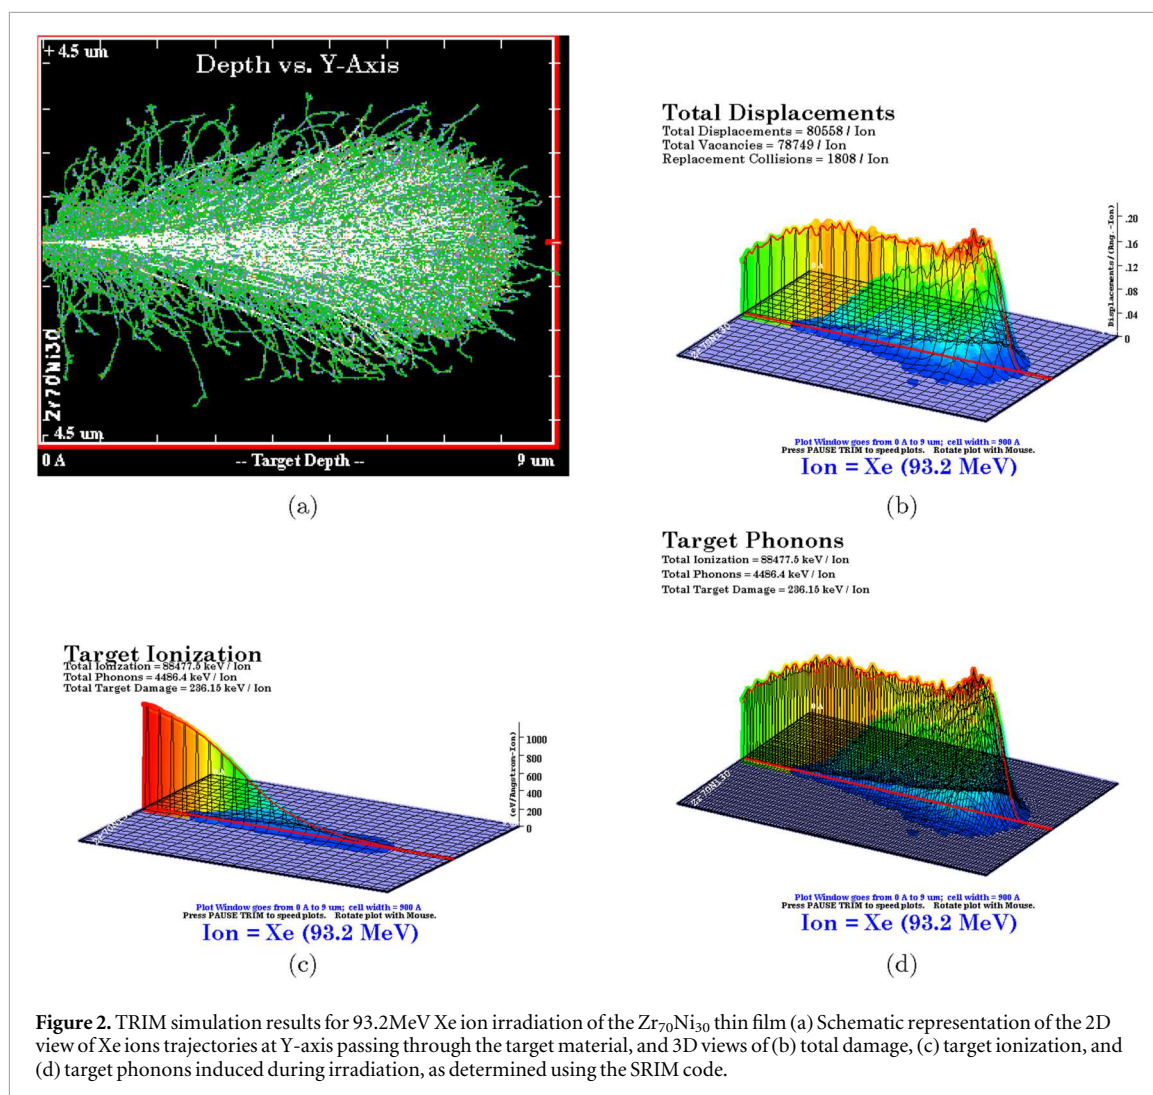 + 4.5 um
Depth vs. Y-Axis
Zr70Ni30
- 4.5 um
0 A
-- Target Depth --
9 um
(a)
Total Displacements
Total Displacements = 80558 / Ion
Total Vacancies = 78749 / Ion
Replacement Collisions = 1808 / Ion
.20
.16
.12
.08
.04
0
Displacements/(Ang.-Ion)
0 A
Zr70Ni30
Plot Window goes from 0 A to 9 um; cell width = 900 A
Press PAUSE TRIM to speed plots. Rotate plot with Mouse.
Ion = Xe (93.2 MeV)
(b)
Target Ionization
Total Ionization = 88477.5 keV / Ion
Total Phonons = 4486.4 keV / Ion
Total Target Damage = 236.15 keV / Ion
1000
800
600
400
200
0
(eV/Angstrom-Ion)
Plot Window goes from 0 A to 9 um; cell width = 900 A
Press PAUSE TRIM to speed plots. Rotate plot with Mouse.
Ion = Xe (93.2 MeV)
(c)
Target Phonons
Total Ionization = 88477.5 keV / Ion
Total Phonons = 4486.4 keV / Ion
Total Target Damage = 236.15 keV / Ion
0 A
Zr70Ni30
Plot Window goes from 0 A to 9 um; cell width = 900 A
Press PAUSE TRIM to speed plots. Rotate plot with Mouse.
Ion = Xe (93.2 MeV)
(d)
Figure 2. TRIM simulation results for 93.2MeV Xe ion irradiation of the Zr₇₀Ni₃₀ thin film (a) Schematic representation of the 2D
view of Xe ions trajectories at Y-axis passing through the target material, and 3D views of (b) total damage, (c) target ionization, and
(d) target phonons induced during irradiation, as determined using the SRIM code.